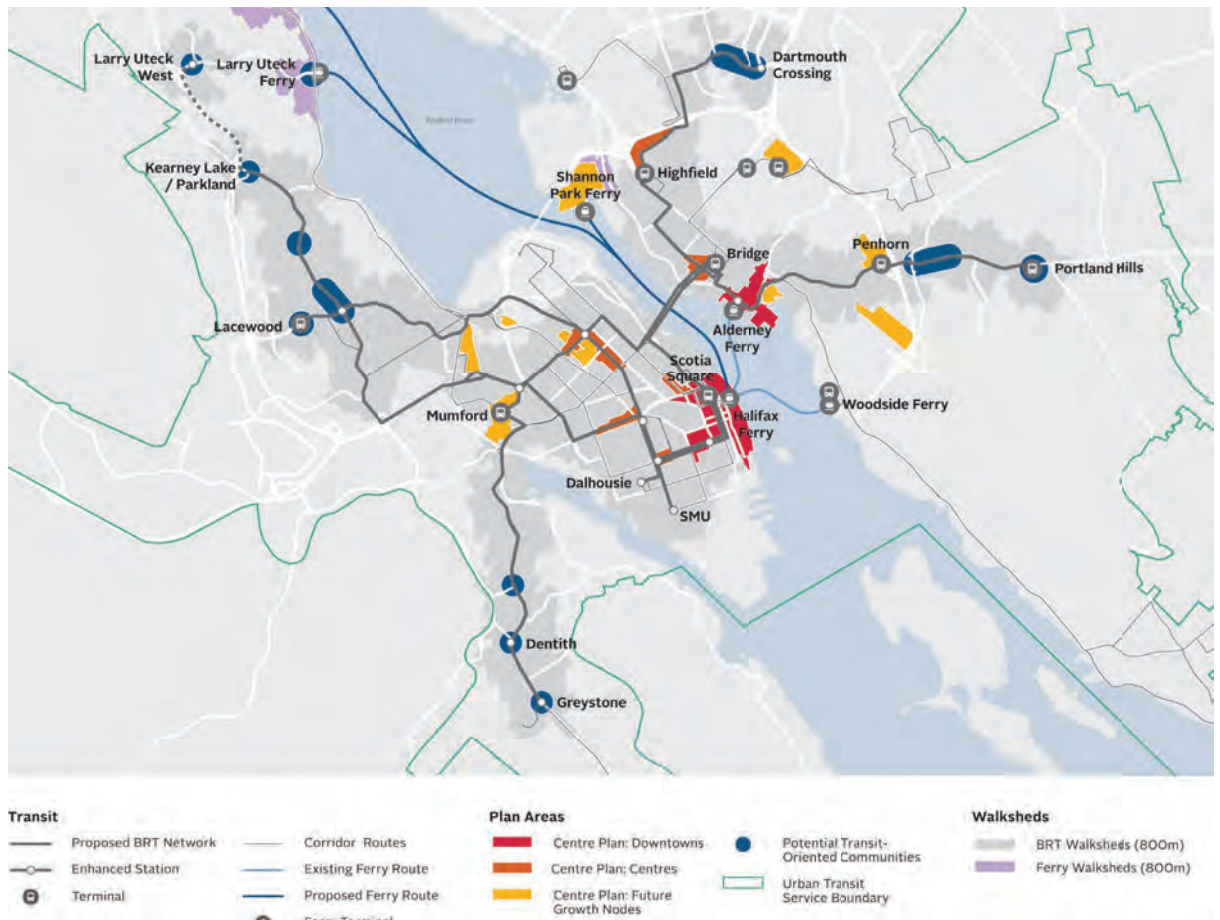 Larry Uteck
West
Larry Uteck
Ferry
Dartmouth
Crossing
Bedford Basin
Kearney Lake
/ Parkland
Shannon
Park Ferry
Highfield
Bridge
Penhorn
Portland Hills
Lacewood
Alderney
Ferry
Scotia
Square
Mumford
Halifax
Ferry
Woodside Ferry
Dalhousie
SMU
Dentith
Greystone
Transit
Proposed BRT Network
Enhanced Station
Terminal
Corridor Routes
Existing Ferry Route
Proposed Ferry Route
Ferry Terminal
Plan Areas
Centre Plan: Downtowns
Centre Plan: Centres
Centre Plan: Future
Growth Nodes
Potential Transit-
Oriented Communities
Urban Transit
Service Boundary
Walksheds
BRT Walksheds (800m)
Ferry Walksheds (800m)